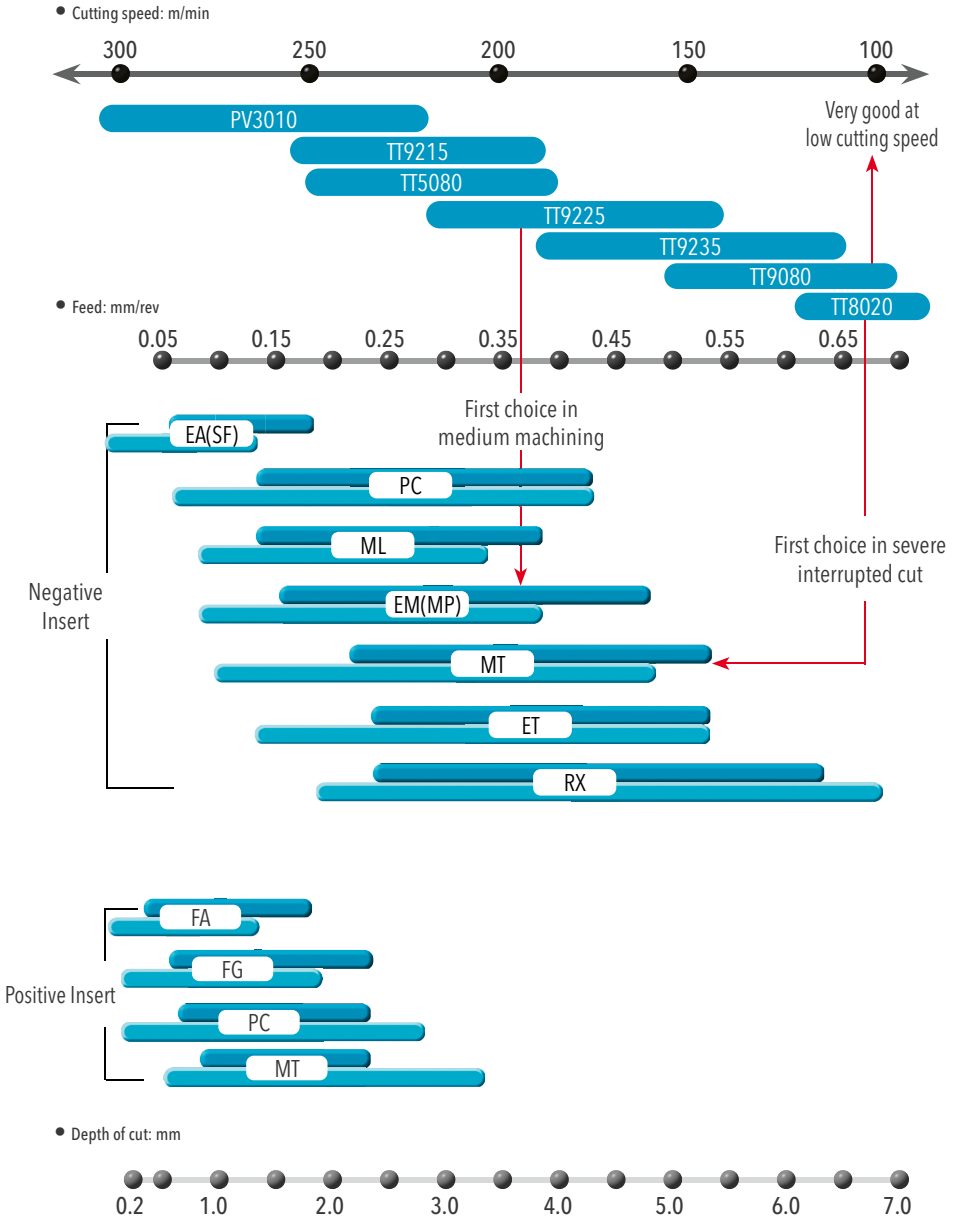 • Cutting speed: m/min
300 250 200 150 100
PV3010
Very good at
low cutting speed
TT9215
TT5080
TT9225
TT9235
TT9080
TT8020
• Feed: mm/rev
0.05 0.15 0.25 0.35 0.45 0.55 0.65
First choice in
medium machining
EA(SF)
PC
ML
First choice in severe
interrupted cut
Negative
Insert
EM(MP)
MT
ET
RX
FA
FG
Positive Insert
PC
MT
• Depth of cut: mm
0.2 1.0 2.0 3.0 4.0 5.0 6.0 7.0